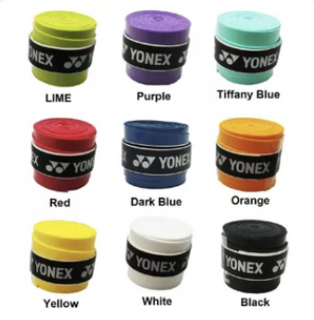 YONEX
YONEX
YONEX
LIME
Purple
Tiffany Blue
YONEX
YONEX
YONEX
Red
Dark Blue
Orange
YONEX
YONEX
YONEX
Yellow
White
Black